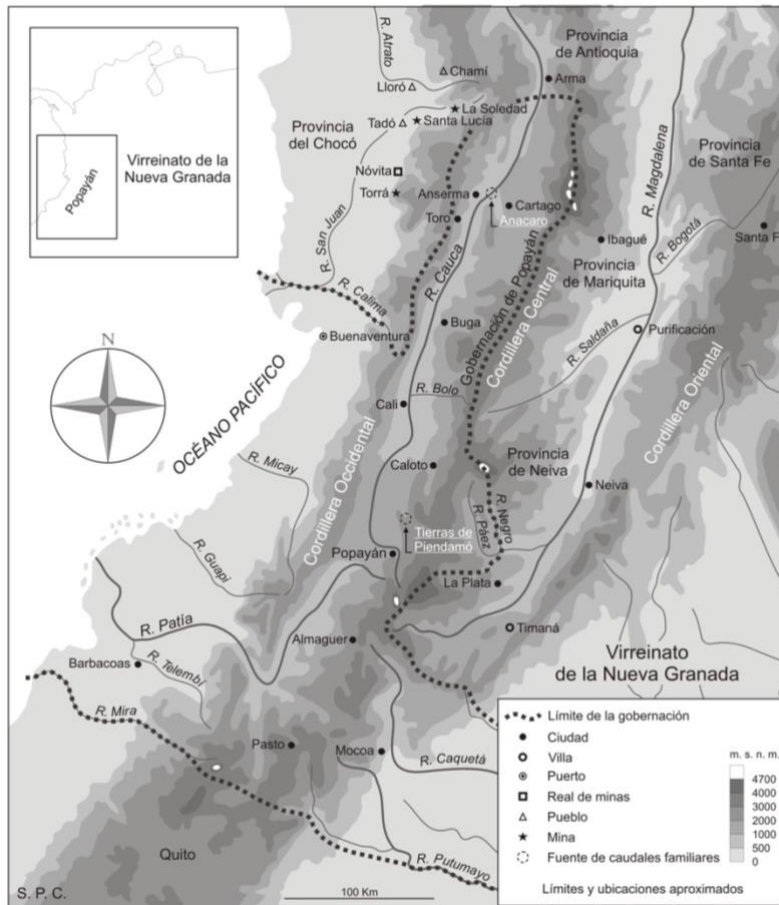 Virreinato de la
Nueva Granada
Popayán
N
OCÉANO PACÍFICO
Provincia
de Antioquia
R. Atrato
Chamí
Lloró
Arma
La Soledad
Tadó
Santa Lucía
Provincia
del Chocó
Nóvita
Torrá
Anserma
Toro
Cartago
Anacaro
R. San Juan
R. Calima
R. Cauca
R. Magdalena
Provincia
de Santa Fe
Ibagué
R. Bogotá
Santa F
Provincia
de Mariquita
Gobernación de Popayán
Cordillera Central
Buenaventura
Buga
R. Saldaña
Purificación
R. Bolo
Cali
Cordillera Oriental
Cordillera Occidental
Caloto
Provincia
de Neiva
Neiva
R. Micay
R. Negro
R. Páez
Tierras de
Piendamó
R. Guapi
Popayán
La Plata
R. Patía
Almaguer
Timaná
Virreinato
de la Nueva Granada
Barbacoas
R. Telembí
R. Mira
Pasto
Mocoa
R. Caquetá
Quito
R. Putumayo
S. P. C.
100 Km
Límite de la gobernación
Ciudad
Villa
Puerto
Real de minas
Pueblo
Mina
Fuente de caudales familiares
Límites y ubicaciones aproximados
m. s. n. m.
4700
4000
3000
2000
1000
500
0